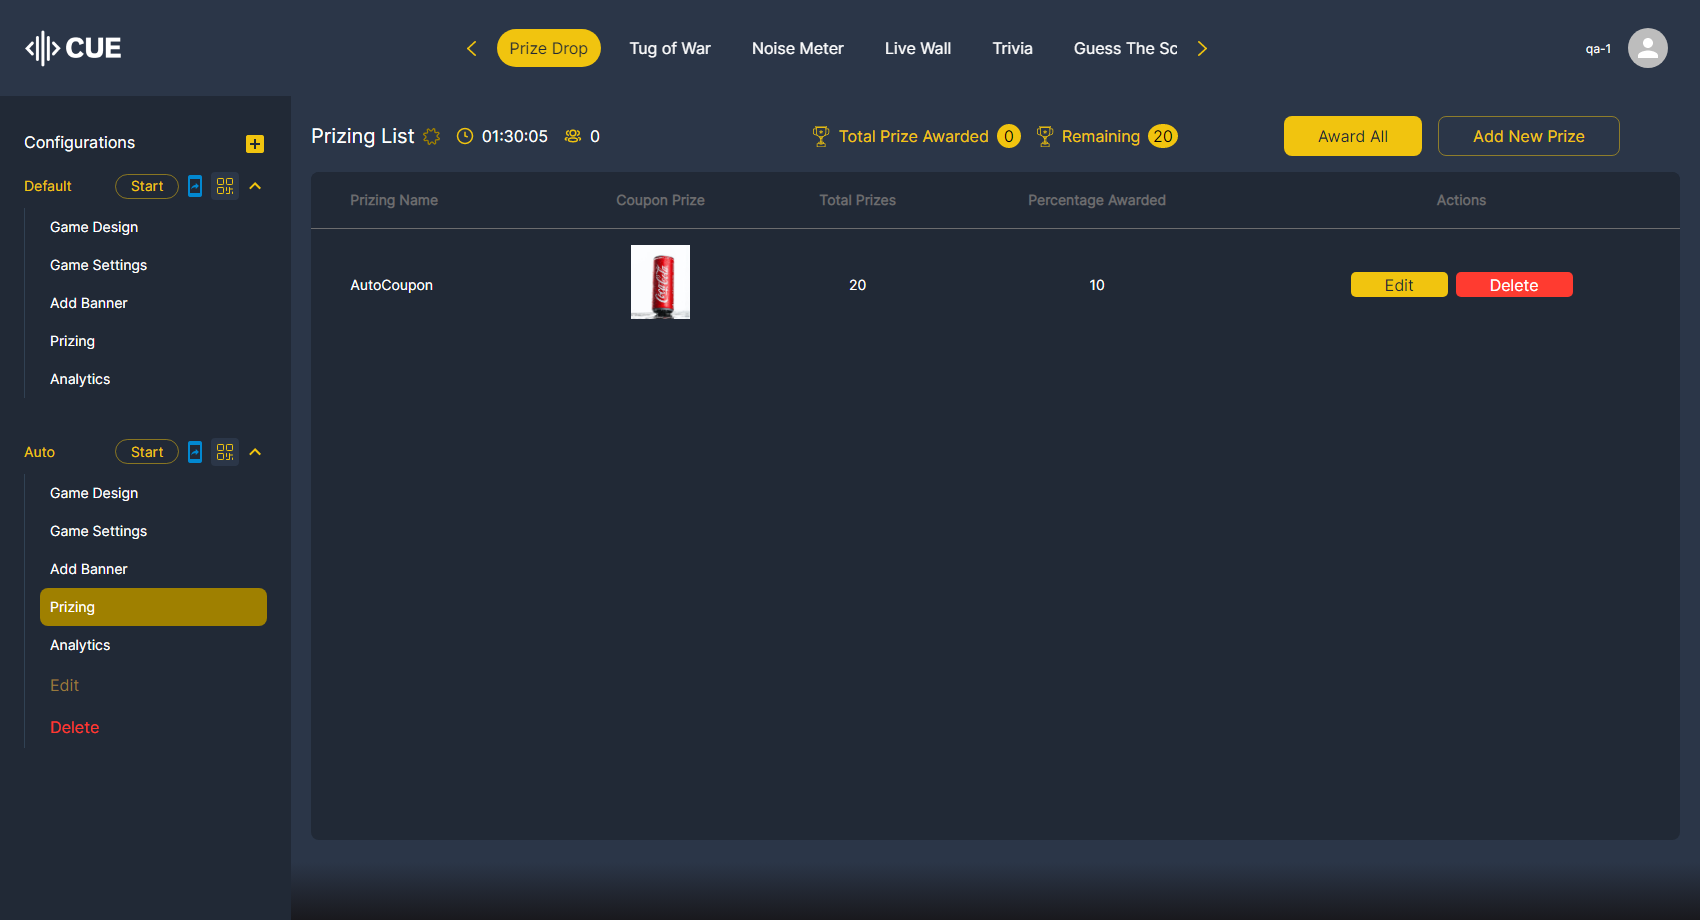 CUE
Prize Drop
Tug of War
Noise Meter
Live Wall
Trivia
Guess The Sc
qa-1
Configurations
Default
Start
Game Design
Game Settings
Add Banner
Prizing
Analytics
Auto
Start
Game Design
Game Settings
Add Banner
Prizing
Analytics
Edit
Delete
Prizing List
01:30:05
0
Total Prize Awarded 0
Remaining 20
Award All
Add New Prize
Prizing Name
Coupon Prize
Total Prizes
Percentage Awarded
Actions
AutoCoupon
Coca-Cola
20
10
Edit
Delete